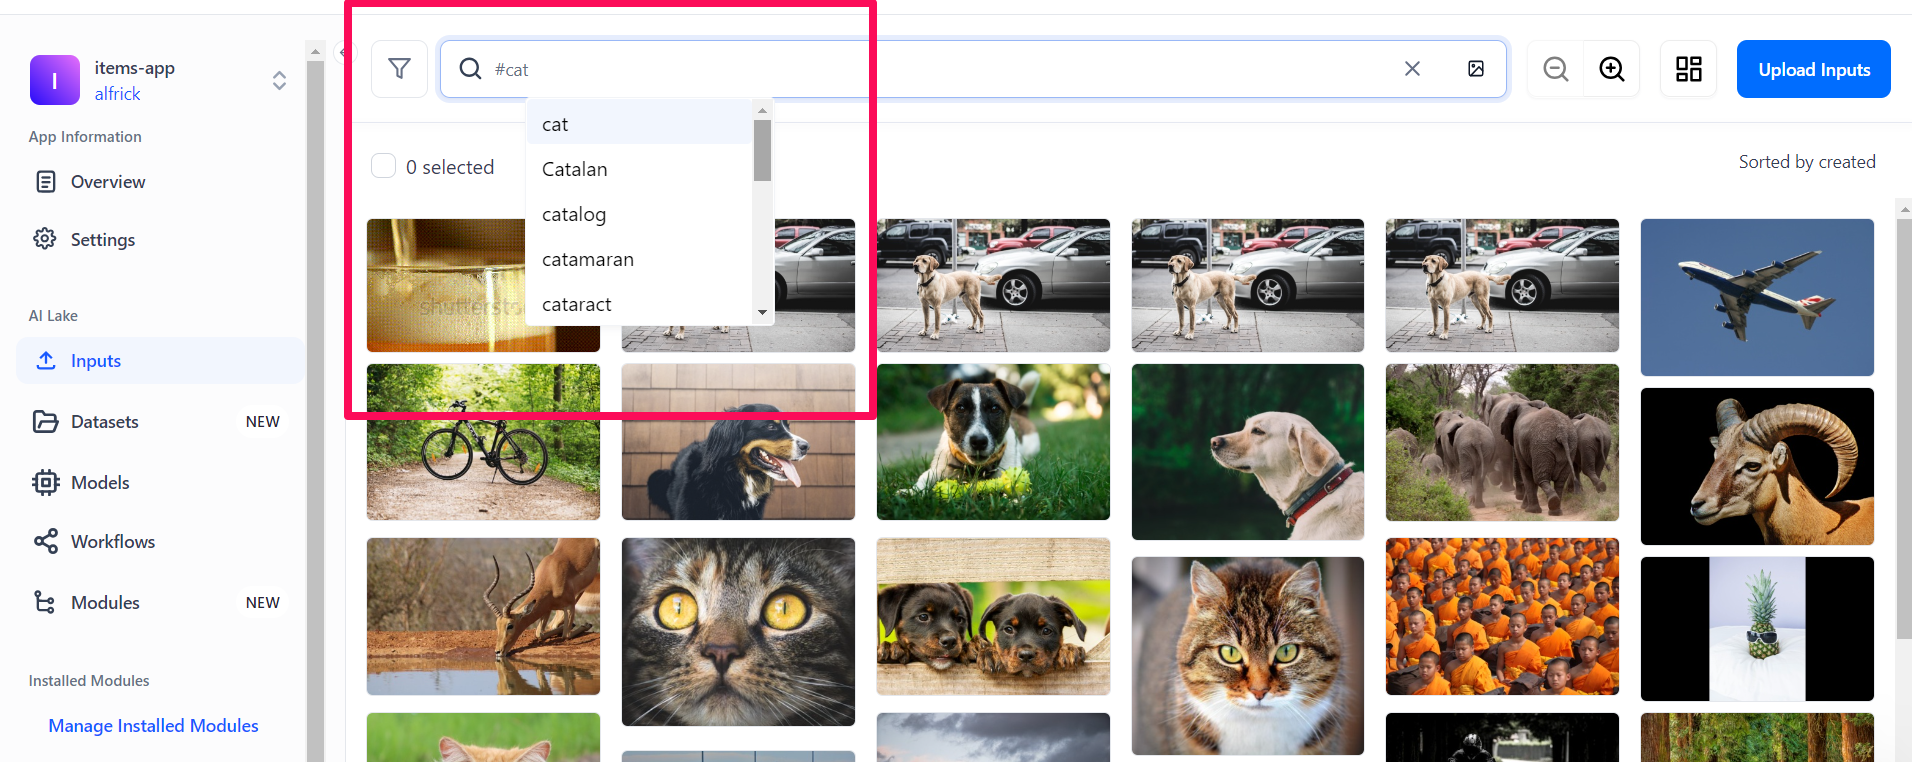 I
items-app
alfrick
App Information
Overview
Settings
AI Lake
Inputs
Datasets NEW
Models
Workflows
Modules NEW
Installed Modules
Manage Installed Modules
#cat
Upload Inputs
cat
Catalan
catalog
catamaran
cataract
0 selected
Sorted by created